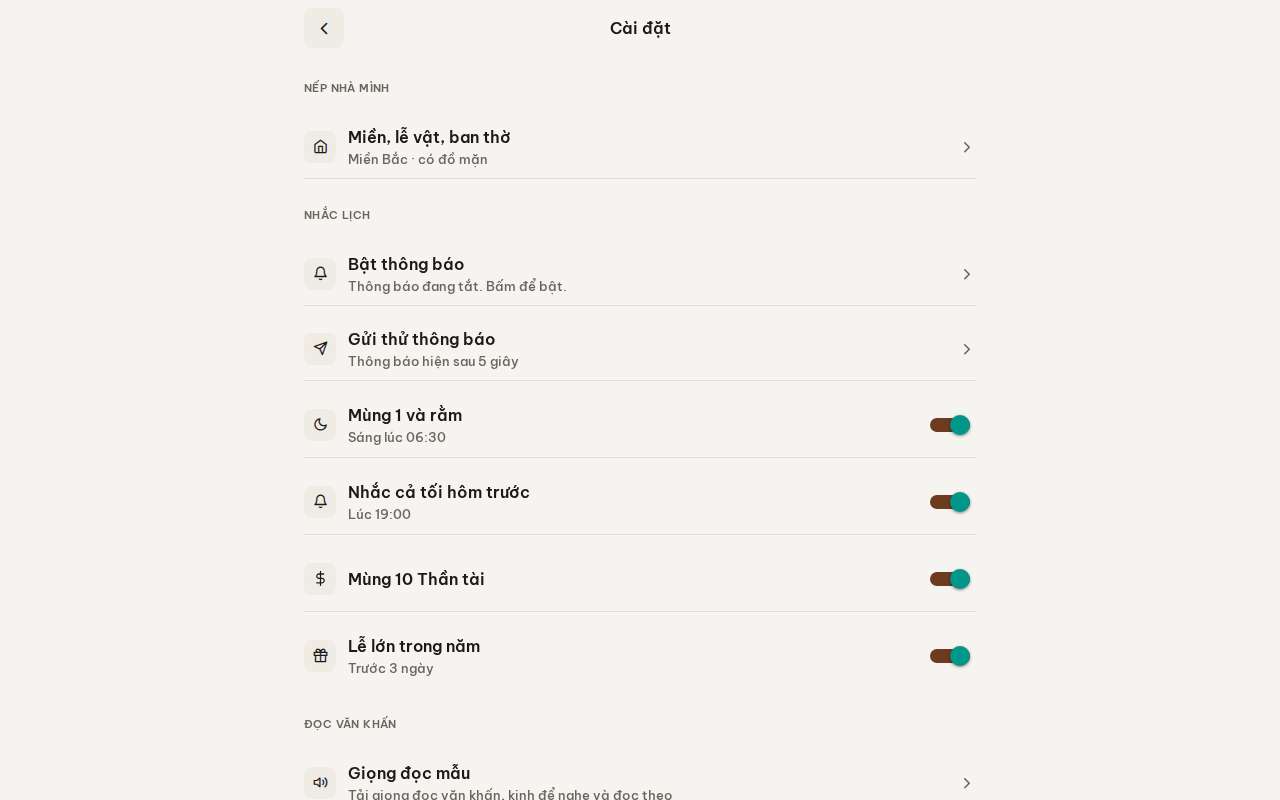 Cài đặt
NẾP NHÀ MÌNH
Miền, lễ vật, ban thờ
Miền Bắc · có đồ mặn
NHẮC LỊCH
Bật thông báo
Thông báo đang tắt. Bấm để bật.
Gửi thử thông báo
Thông báo hiện sau 5 giây
Mùng 1 và rằm
Sáng lúc 06:30
Nhắc cả tối hôm trước
Lúc 19:00
Mùng 10 Thần tài
Lễ lớn trong năm
Trước 3 ngày
ĐỌC VĂN KHẤN
Giọng đọc mẫu
Tải giọng đọc văn khấn, kinh để nghe và đọc theo